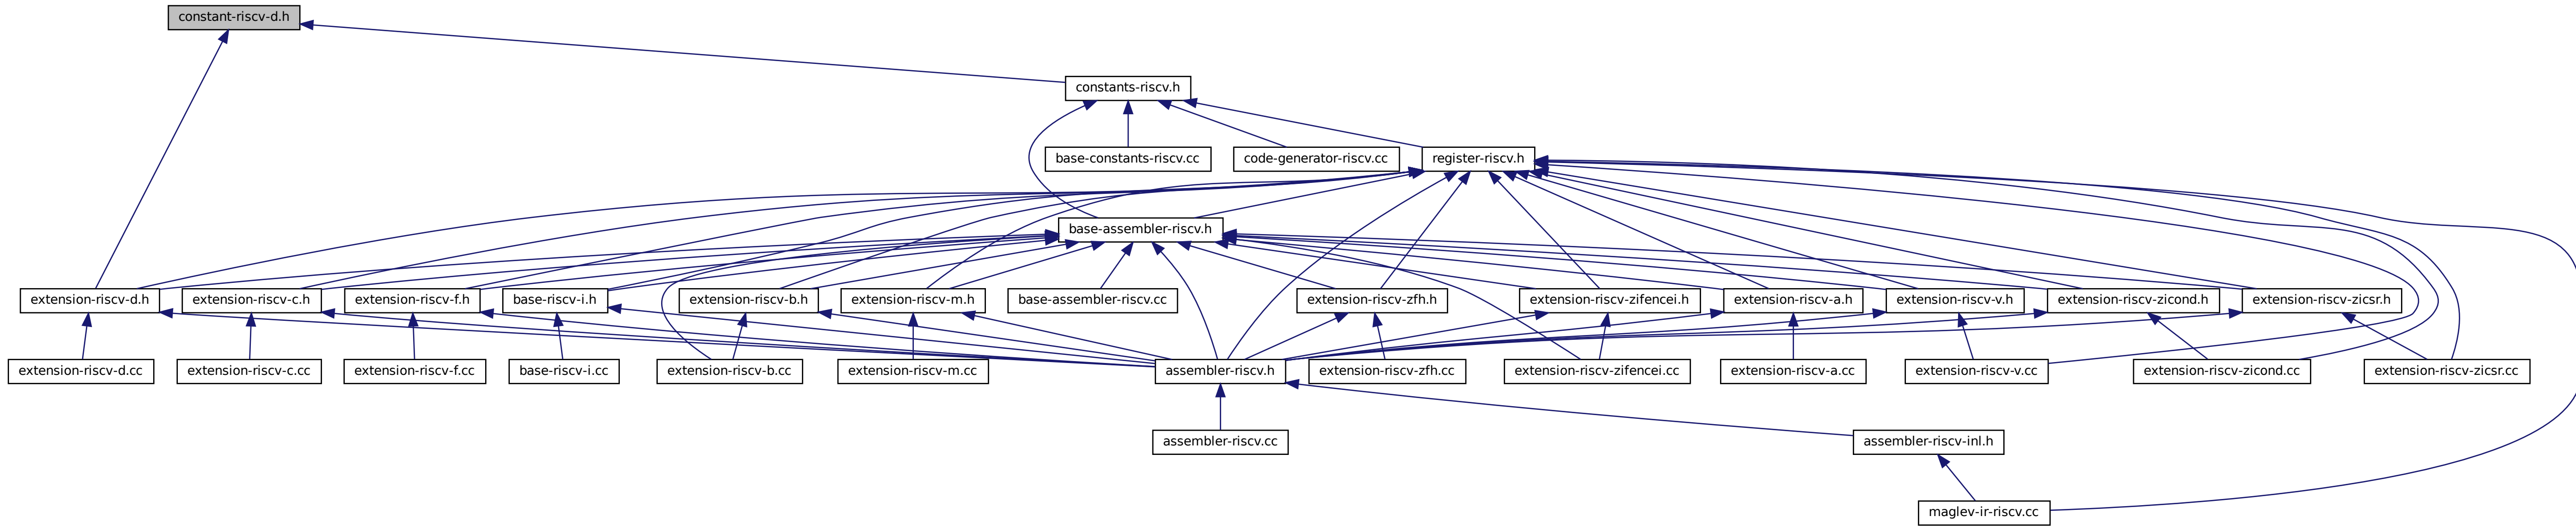 constant-riscv-d.h
constants-riscv.h
base-constants-riscv.cc
code-generator-riscv.cc
register-riscv.h
base-assembler-riscv.h
extension-riscv-d.h
extension-riscv-c.h
extension-riscv-f.h
base-riscv-i.h
extension-riscv-b.h
extension-riscv-m.h
base-assembler-riscv.cc
extension-riscv-zfh.h
extension-riscv-zifencei.h
extension-riscv-a.h
extension-riscv-v.h
extension-riscv-zicond.h
extension-riscv-zicsr.h
extension-riscv-d.cc
extension-riscv-c.cc
extension-riscv-f.cc
base-riscv-i.cc
extension-riscv-b.cc
extension-riscv-m.cc
assembler-riscv.h
extension-riscv-zfh.cc
extension-riscv-zifencei.cc
extension-riscv-a.cc
extension-riscv-v.cc
extension-riscv-zicond.cc
extension-riscv-zicsr.cc
assembler-riscv.cc
assembler-riscv-inl.h
maglev-ir-riscv.cc